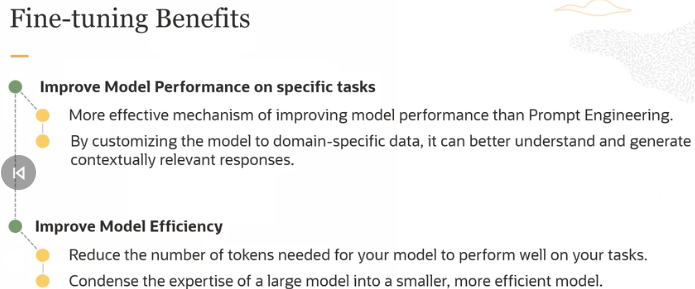 Fine-tuning Benefits
Improve Model Performance on specific tasks
More effective mechanism of improving model performance than Prompt Engineering.
By customizing the model to domain-specific data, it can better understand and generate
contextually relevant responses.
Improve Model Efficiency
Reduce the number of tokens needed for your model to perform well on your tasks.
Condense the expertise of a large model into a smaller, more efficient model.